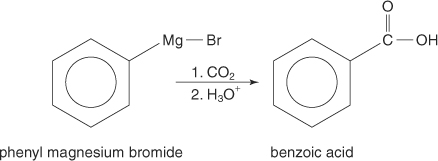 O
Mg—Br
C—OH
1. CO₂
2. H₃O⁺
phenyl magnesium bromide
benzoic acid